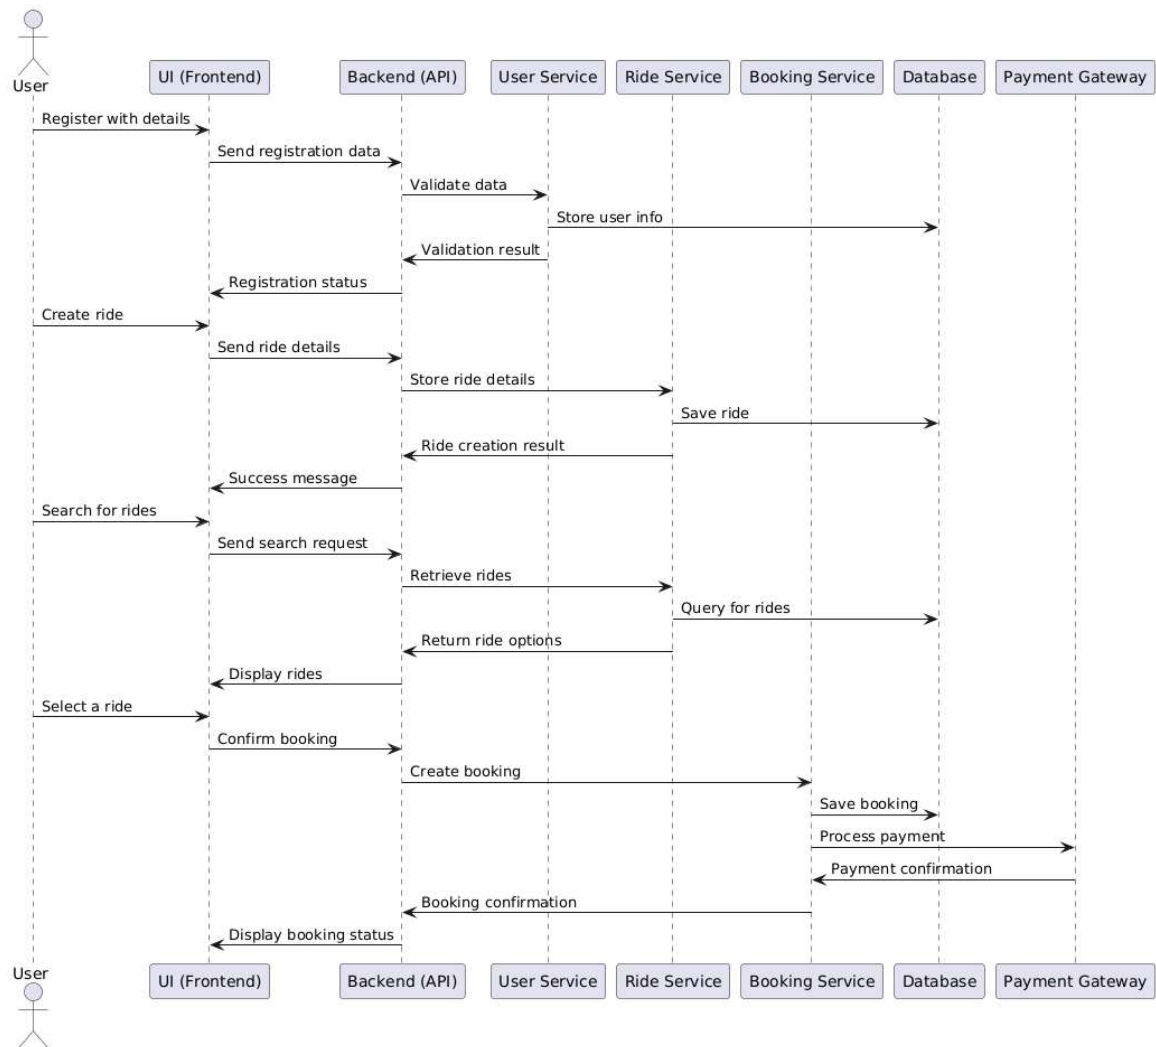 User
UI (Frontend)
Backend (API)
User Service
Ride Service
Booking Service
Database
Payment Gateway
Register with details
Send registration data
Validate data
Store user info
Validation result
Registration status
Create ride
Send ride details
Store ride details
Save ride
Ride creation result
Success message
Search for rides
Send search request
Retrieve rides
Query for rides
Return ride options
Display rides
Select a ride
Confirm booking
Create booking
Save booking
Process payment
Payment confirmation
Booking confirmation
Display booking status
User
UI (Frontend)
Backend (API)
User Service
Ride Service
Booking Service
Database
Payment Gateway